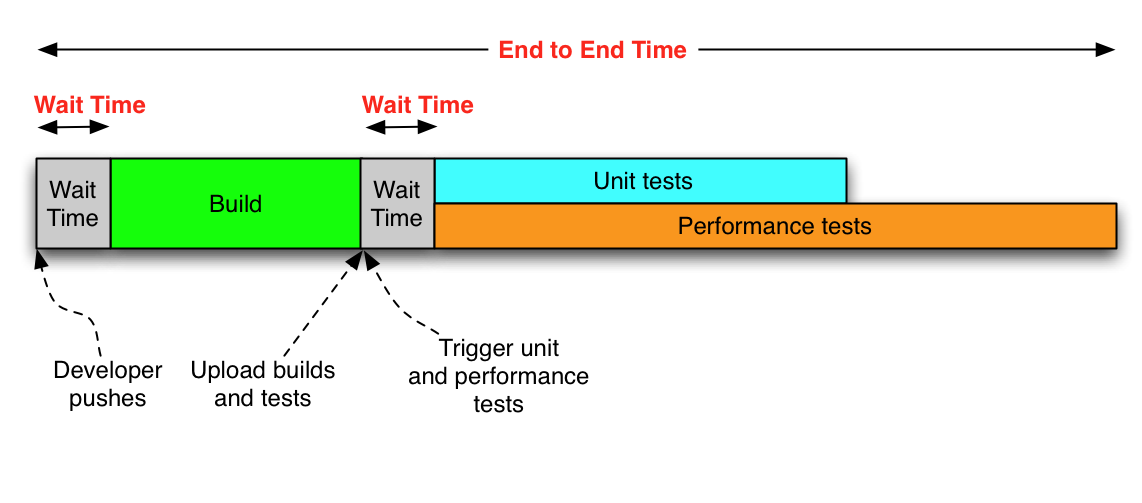 End to End Time
Wait Time
Wait Time
Wait
Time
Build
Wait
Time
Unit tests
Performance tests
Developer
pushes
Upload builds
and tests
Trigger unit
and performance
tests